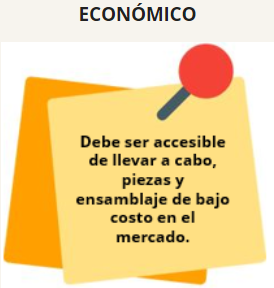 ECONÓMICO
Debe ser accesible
de llevar a cabo,
piezas y
ensamblaje de bajo
costo en el
mercado.